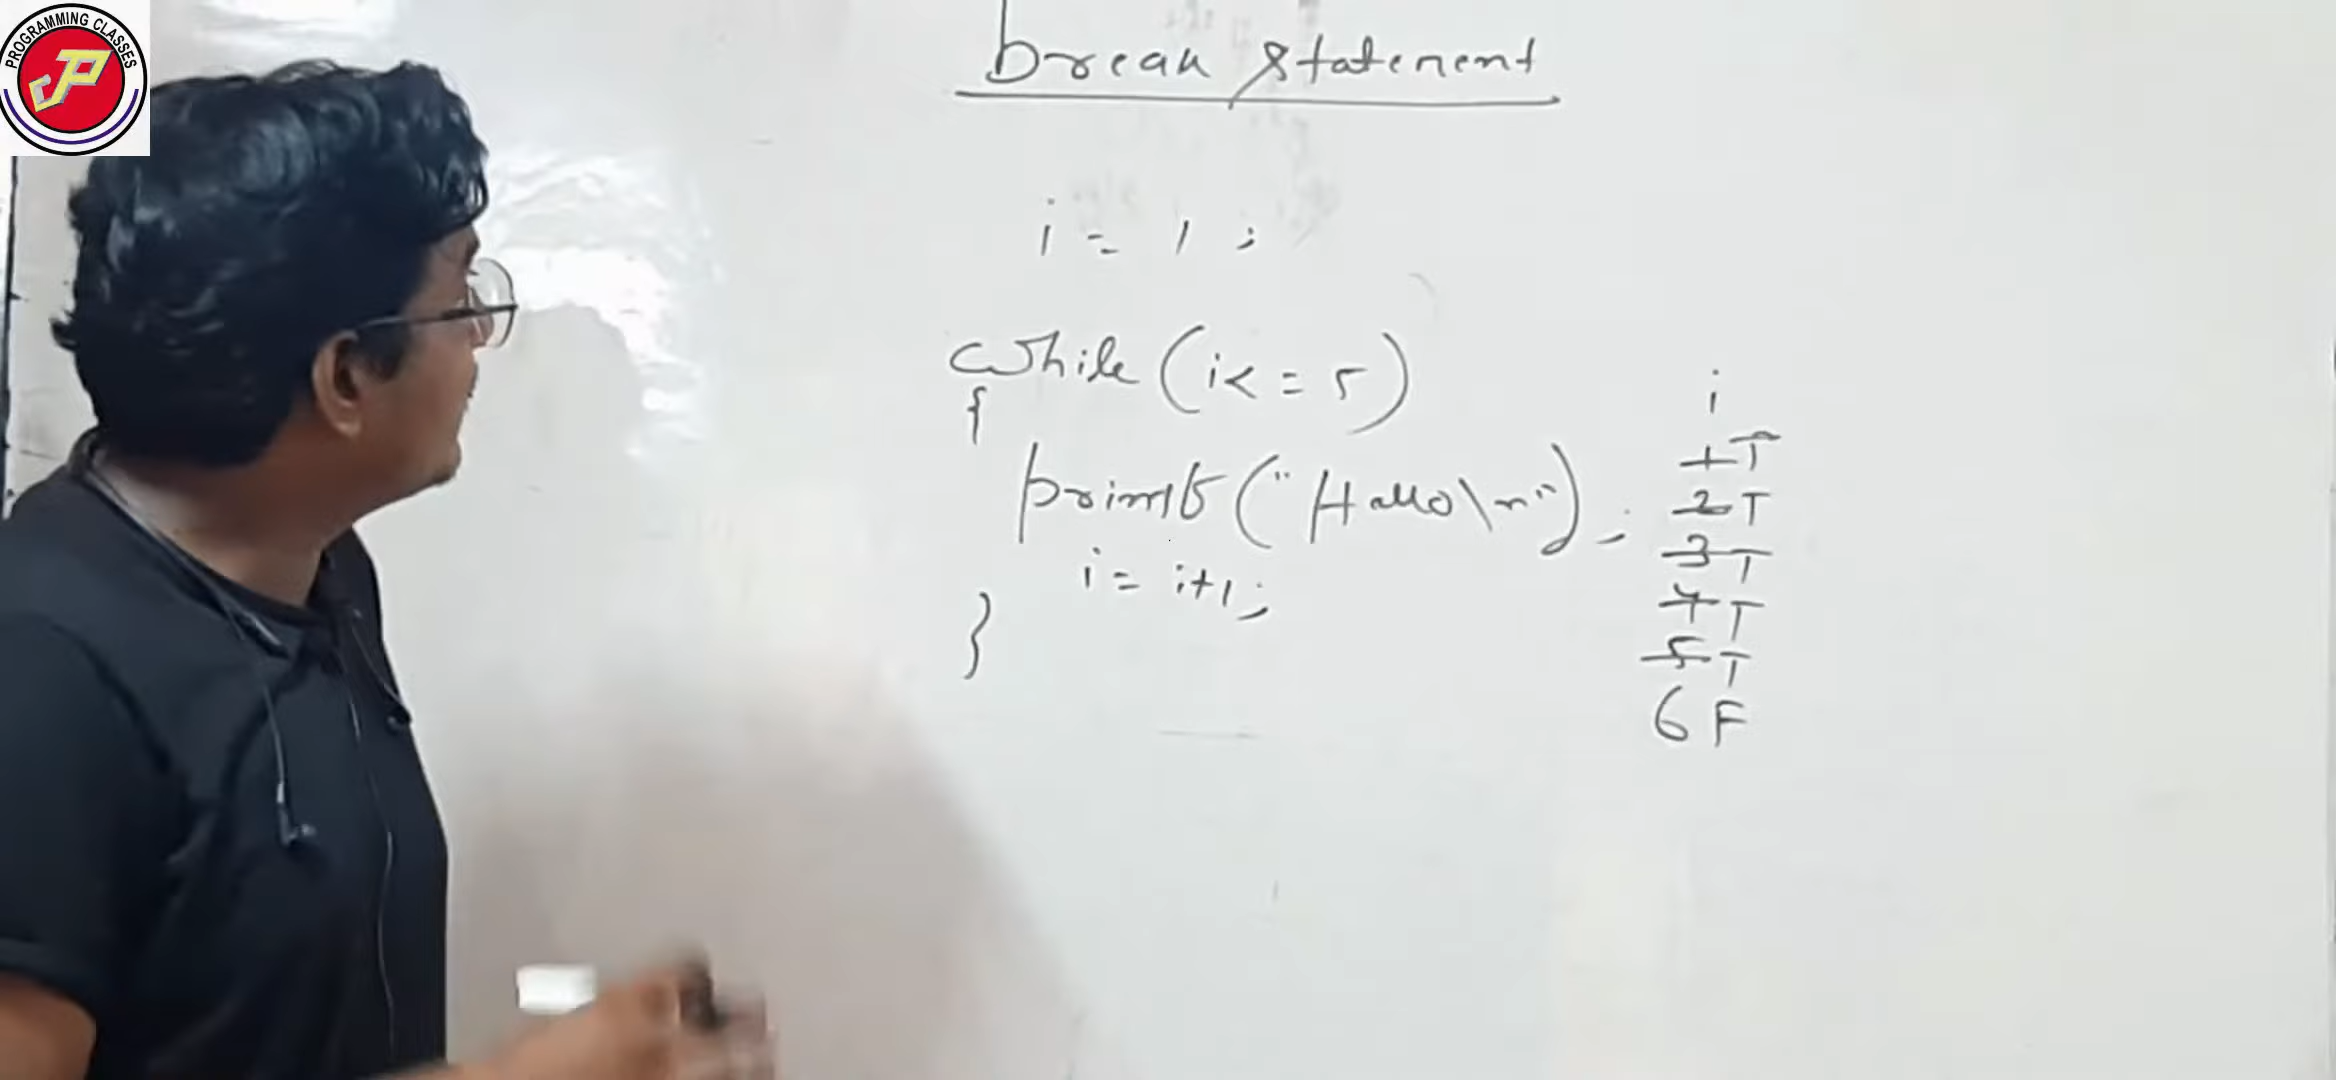 PROGRAMMING CLASSES
JP
break statement
i = 1 ;
while (i <= 5)
{
printf ("Hello\n") ;
i = i+1 ;
}
i
1 T
2 T
3 T
4 T
5 T
6 F